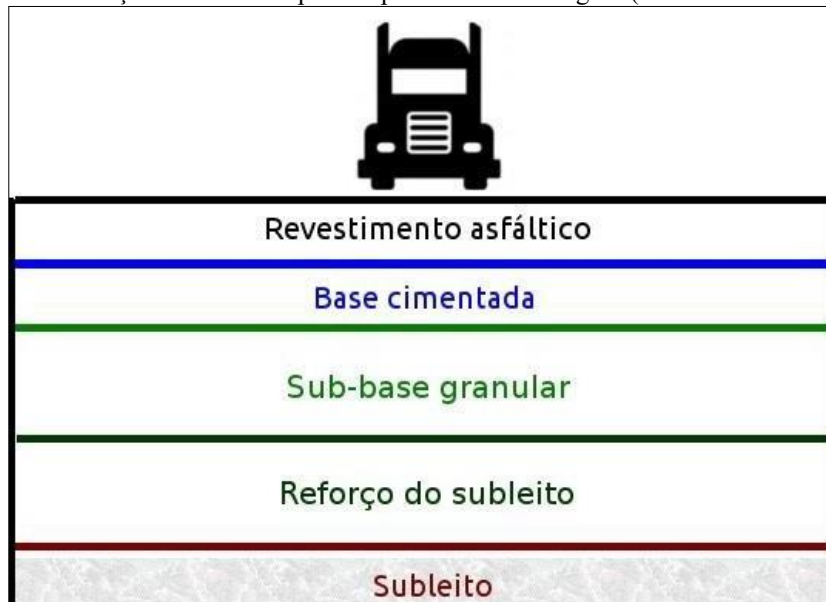 Revestimento asfáltico
Base cimentada
Sub-base granular
Reforço do subleito
Subleito